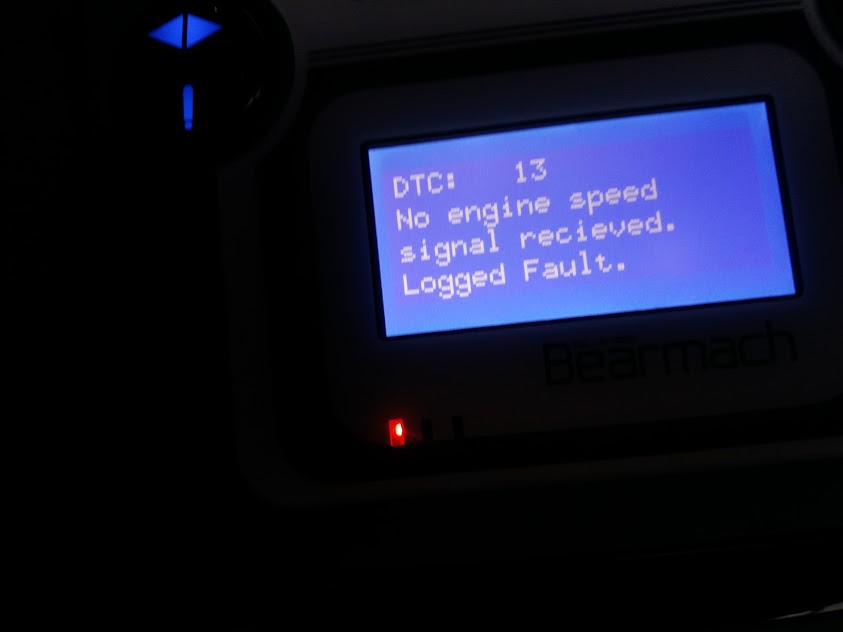 DTC: 13
No engine speed
signal recieved.
Logged Fault.
Bearmach